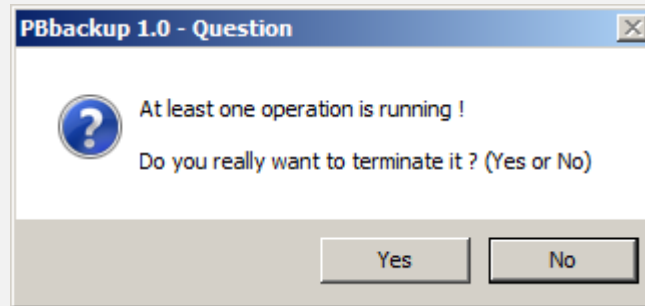 PBbackup 1.0 - Question
At least one operation is running !
Do you really want to terminate it ? (Yes or No)
Yes
No